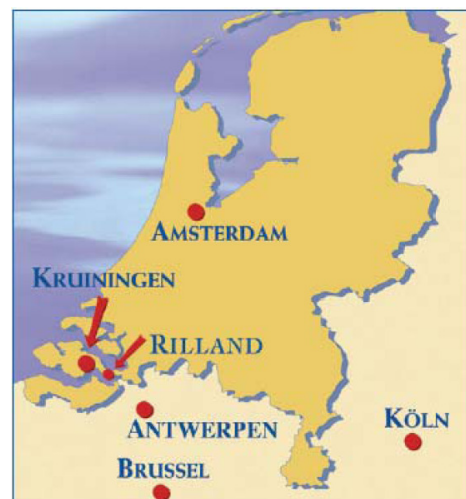 AMSTERDAM
KRUININGEN
RILLAND
ANTWERPEN
KÖLN
BRUSSEL